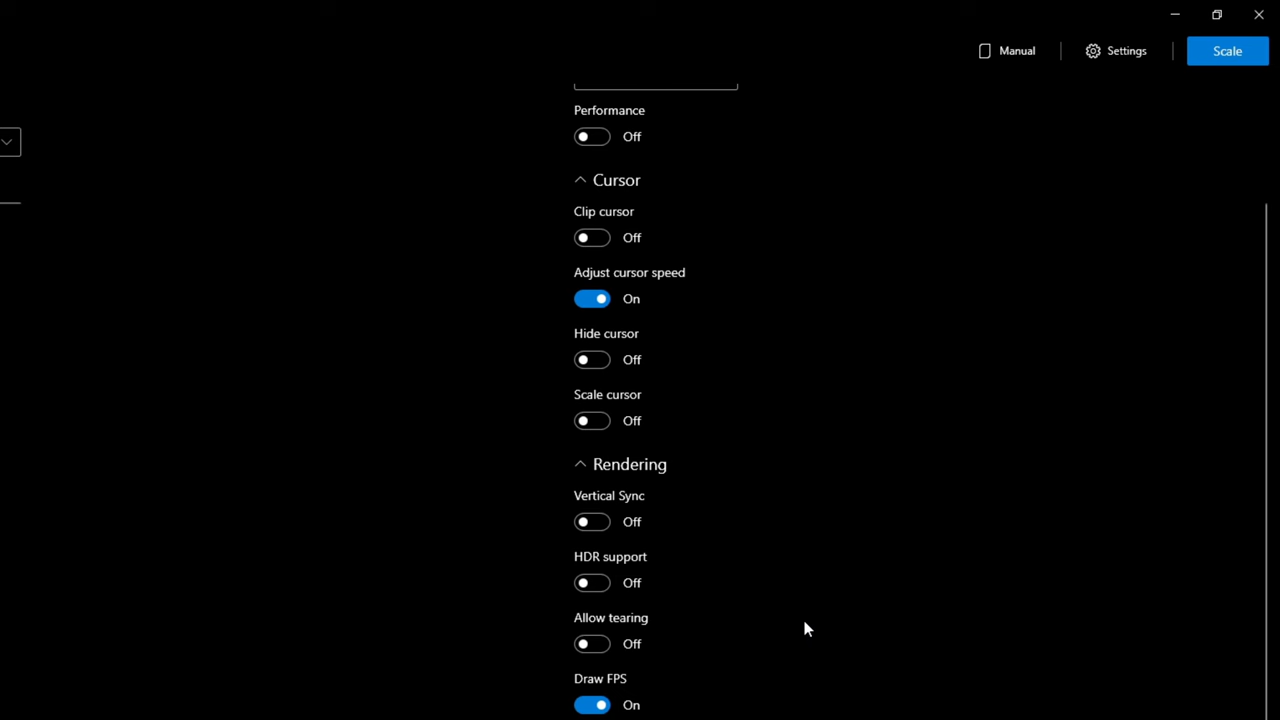 Manual
Settings
Scale
Performance
Off
Cursor
Clip cursor
Off
Adjust cursor speed
On
Hide cursor
Off
Scale cursor
Off
Rendering
Vertical Sync
Off
HDR support
Off
Allow tearing
Off
Draw FPS
On